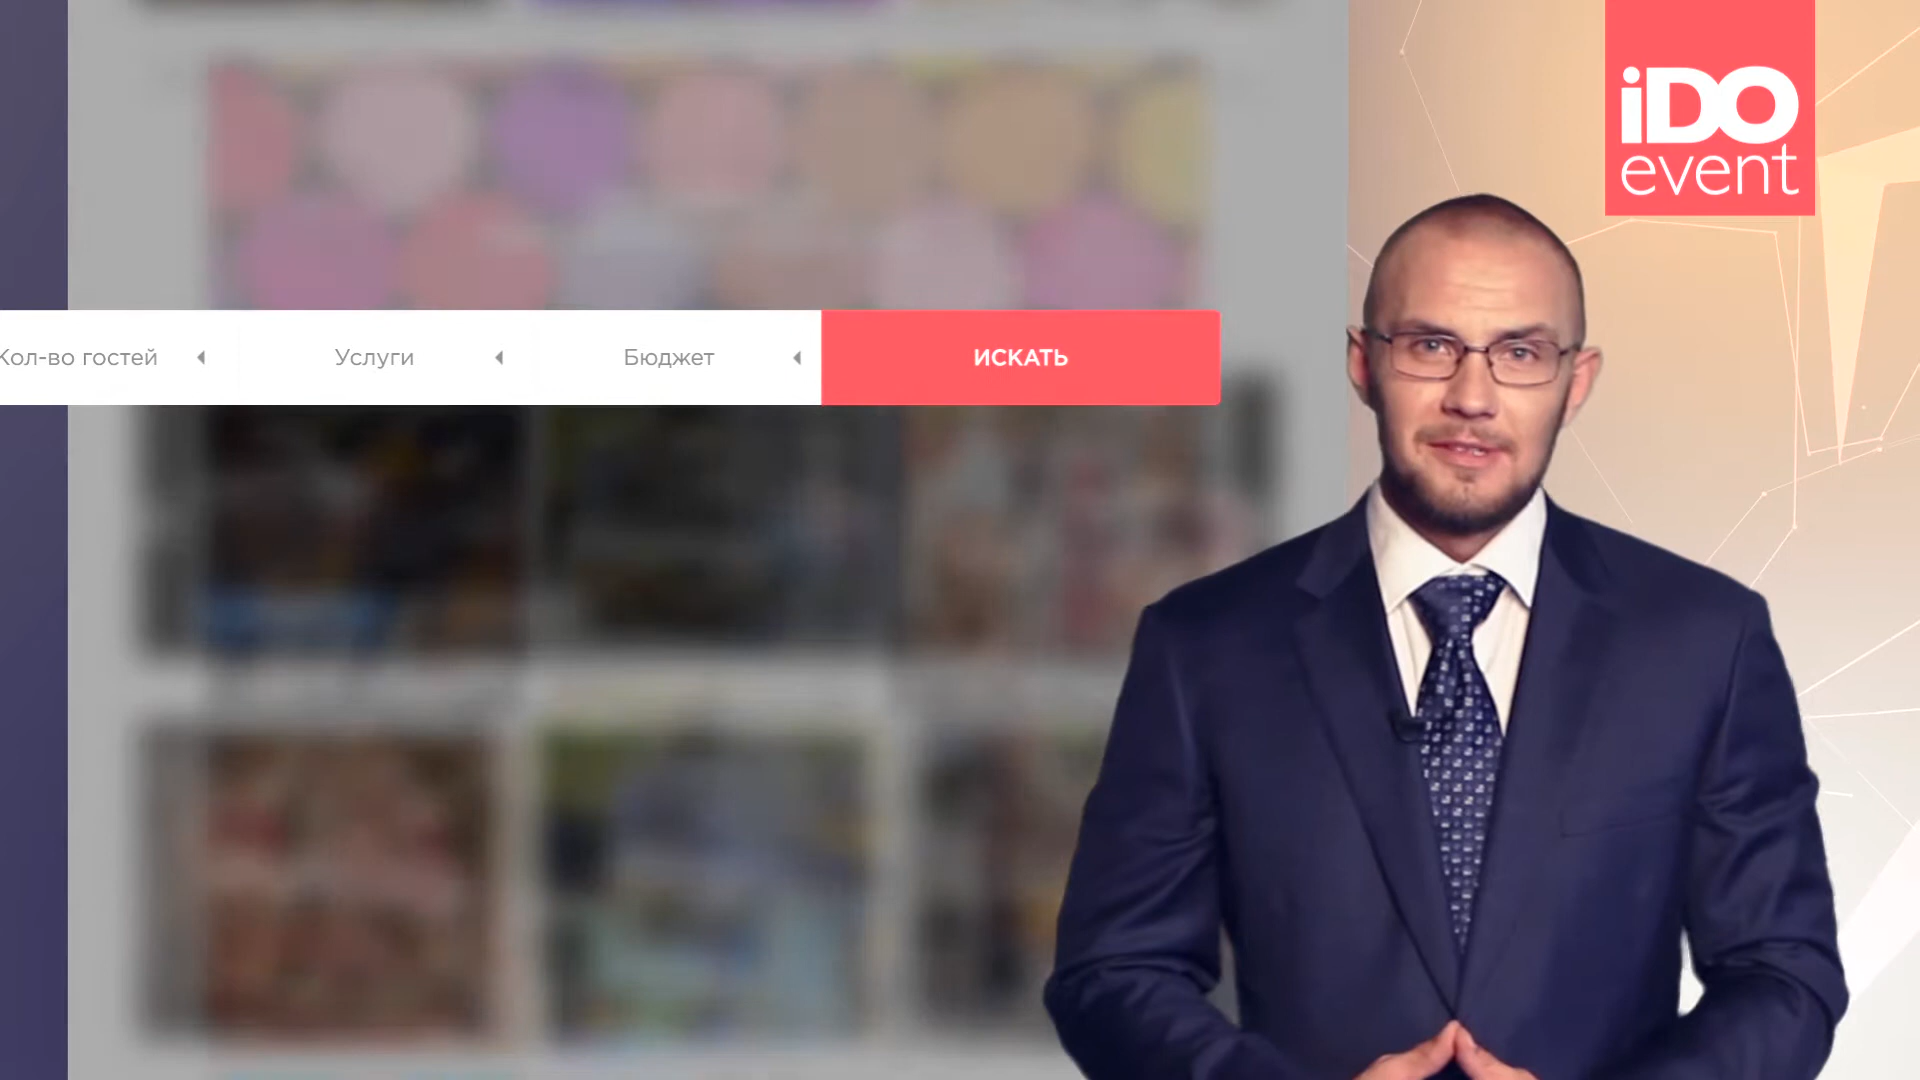 iDO
event
Кол-во гостей
Услуги
Бюджет
ИСКАТЬ